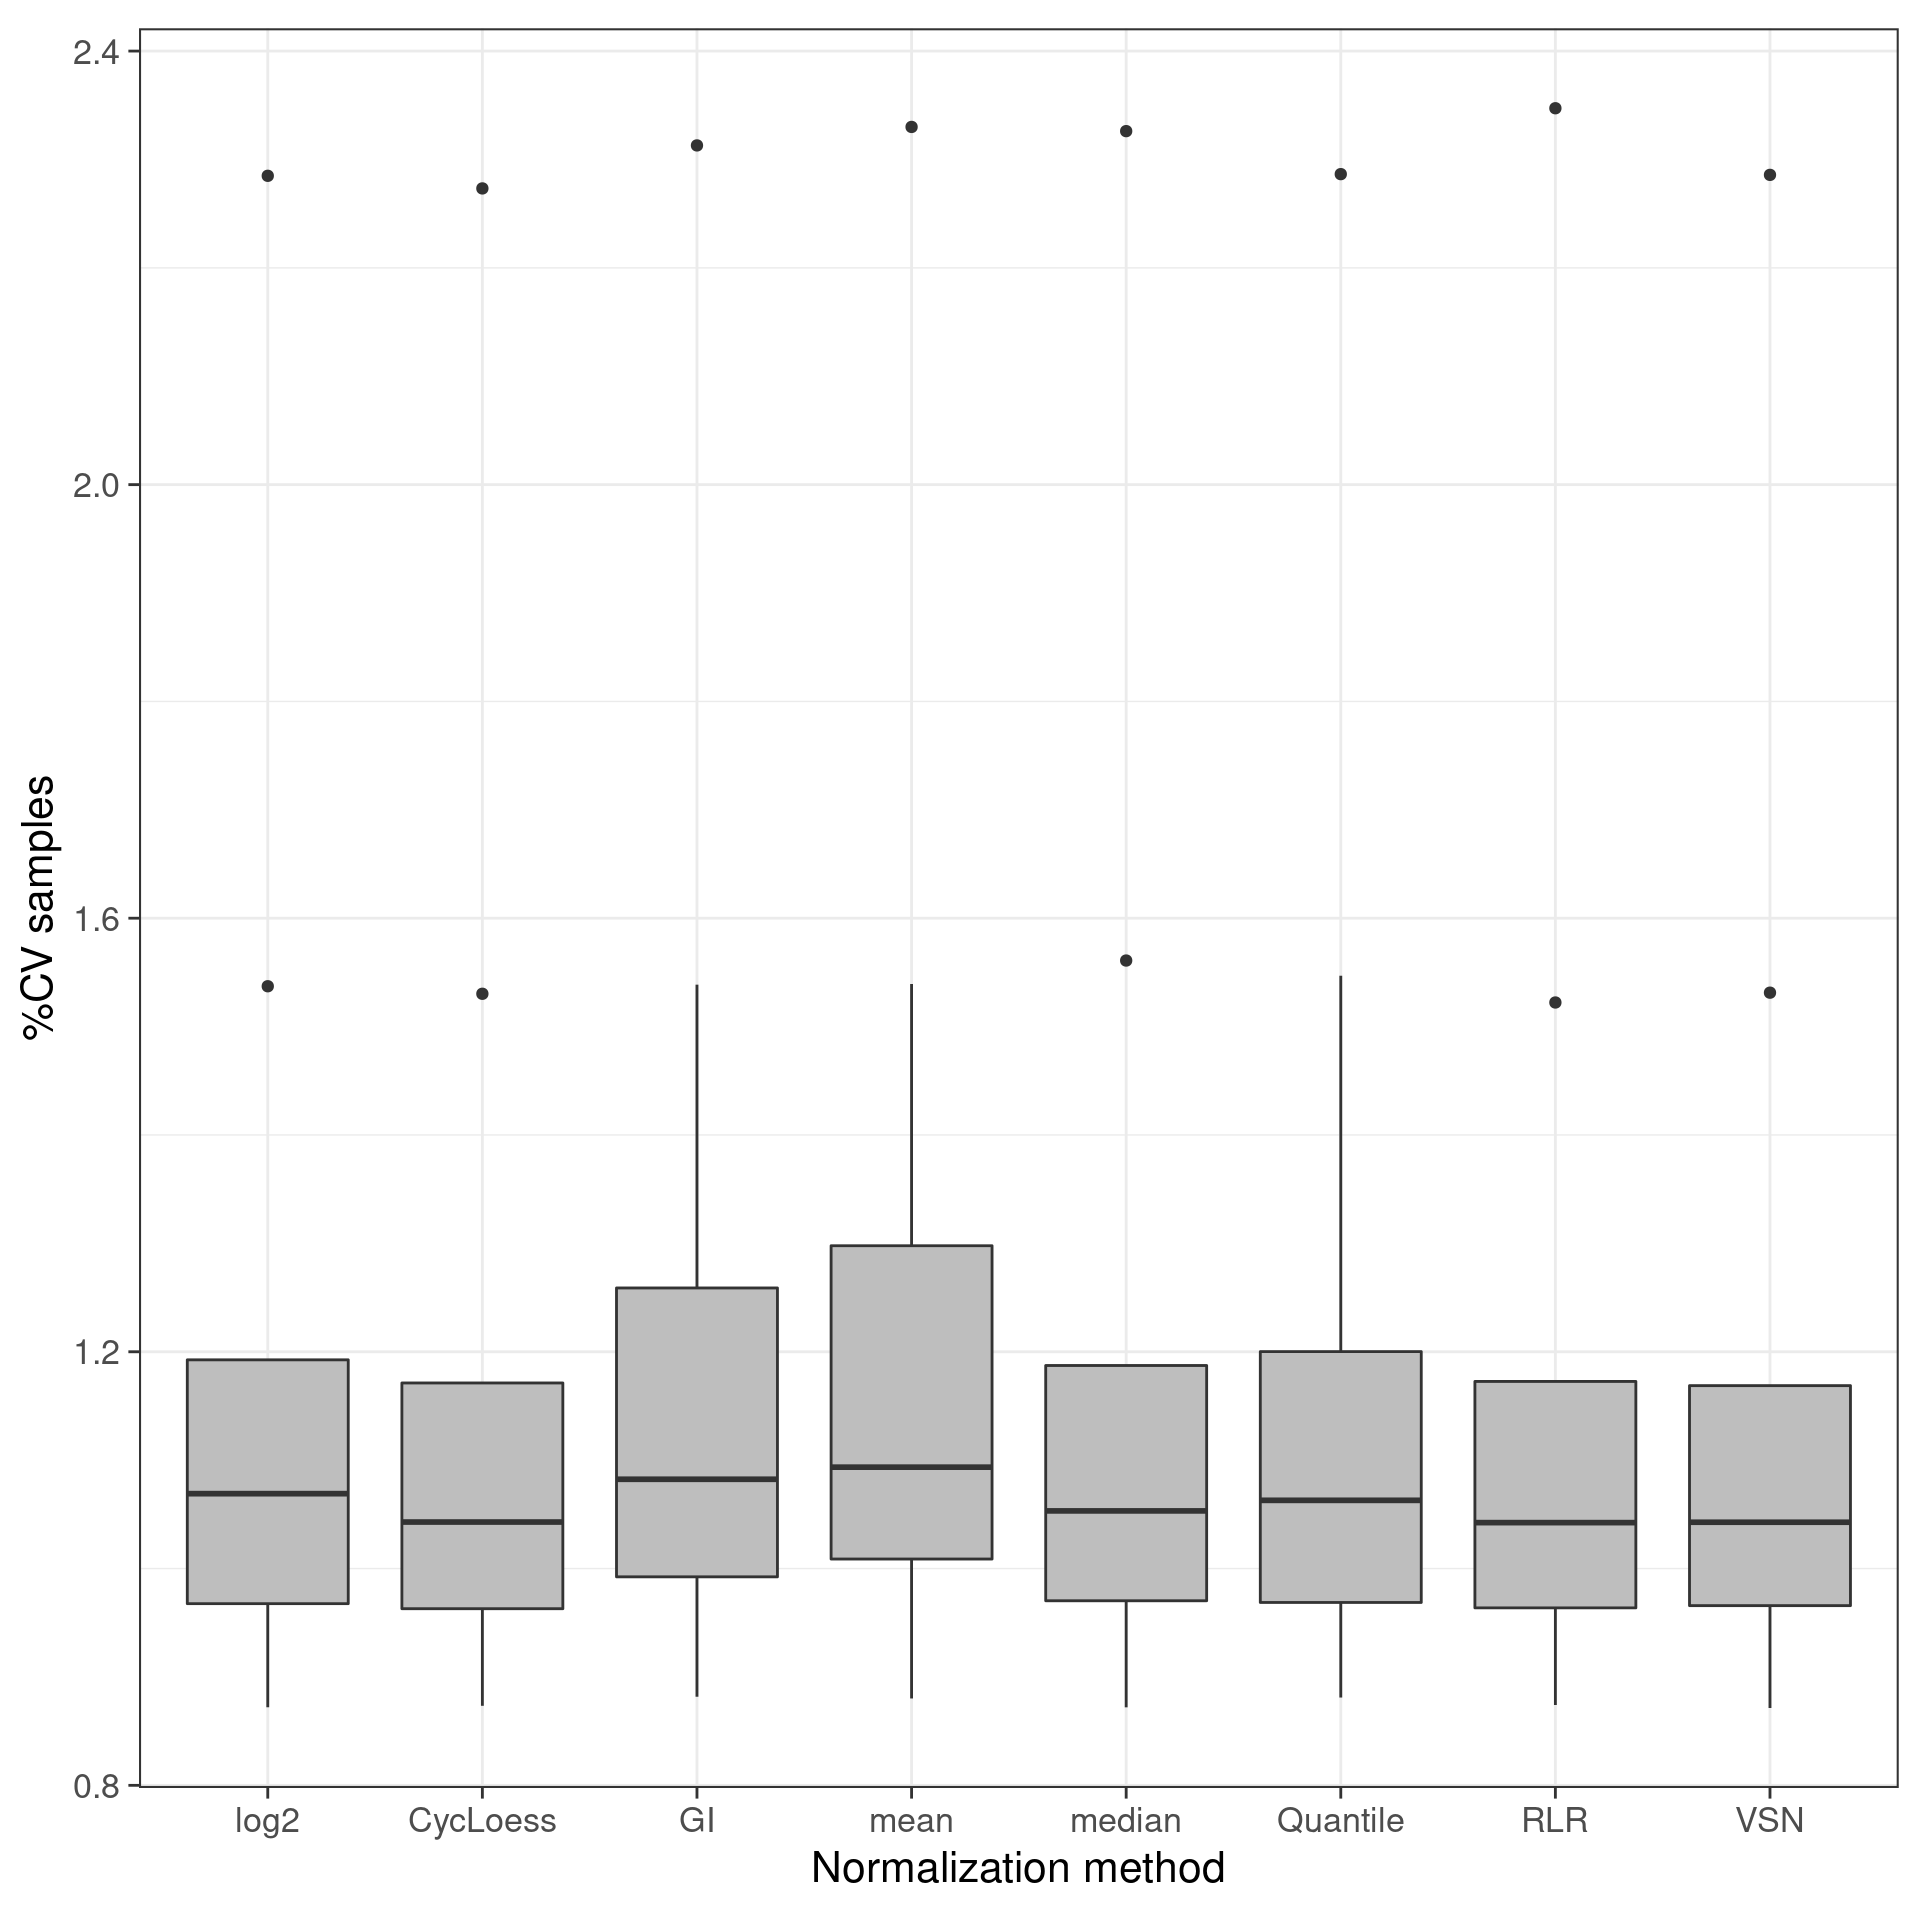 2.4
2.0
1.6
1.2
0.8
%CV samples
log2 CycLoess GI mean median Quantile RLR VSN
Normalization method